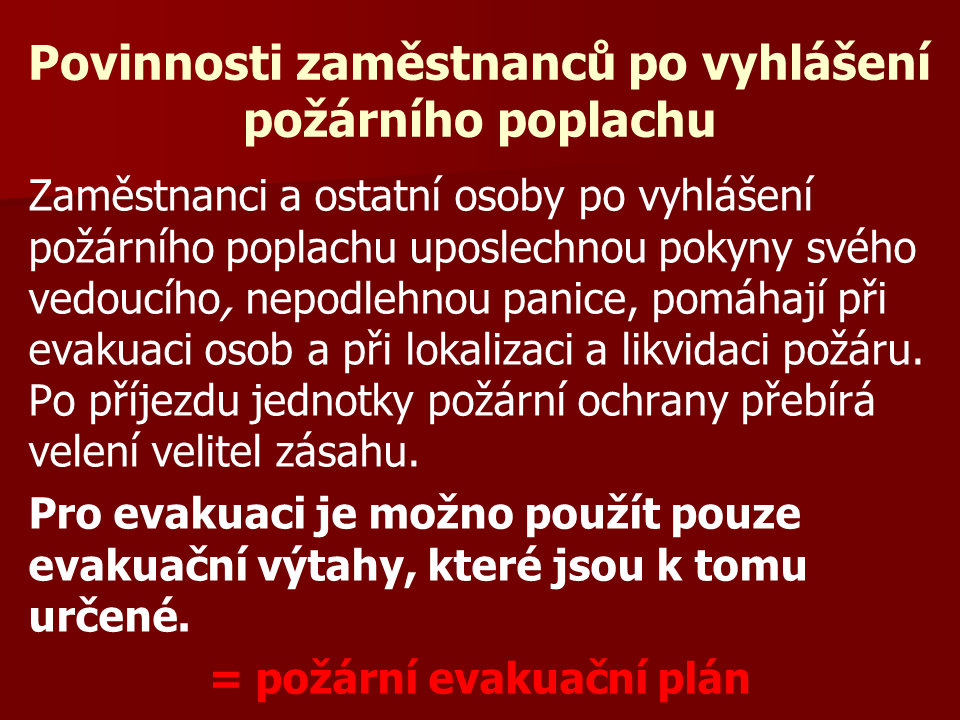 Povinnosti zaměstnanců po vyhlášení
požárního poplachu
Zaměstnanci a ostatní osoby po vyhlášení
požárního poplachu uposlechnou pokyny svého
vedoucího, nepodlehnou panice, pomáhají při
evakuaci osob a při lokalizaci a likvidaci požáru.
Po příjezdu jednotky požární ochrany přebírá
velení velitel zásahu.
Pro evakuaci je možno použít pouze
evakuační výtahy, které jsou k tomu
určené.
= požární evakuační plán